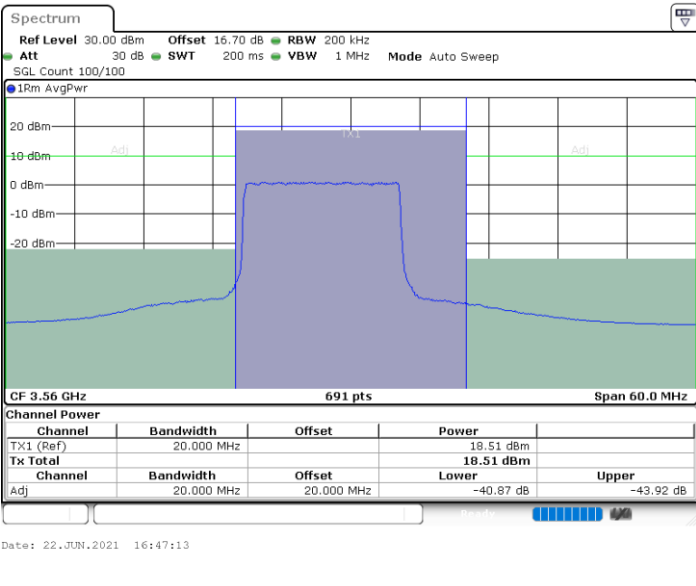 Spectrum
Ref Level 30.00 dBm Offset 16.70 dB RBW 200 kHz
Att 30 dB SWT 200 ms VBW 1 MHz Mode Auto Sweep
SGL Count 100/100
1Rm AvgPwr
20 dBm
TX1
Adj Adj
10 dBm
0 dBm
-10 dBm
-20 dBm
CF 3.56 GHz 691 pts Span 60.0 MHz
Channel Power
Channel Bandwidth Offset Power
TX1 (Ref) 20.000 MHz 18.51 dBm
Tx Total 18.51 dBm
Channel Bandwidth Offset Lower Upper
Adj 20.000 MHz 20.000 MHz -40.87 dB -43.92 dB
Ready
Date: 22.JUN.2021 16:47:13